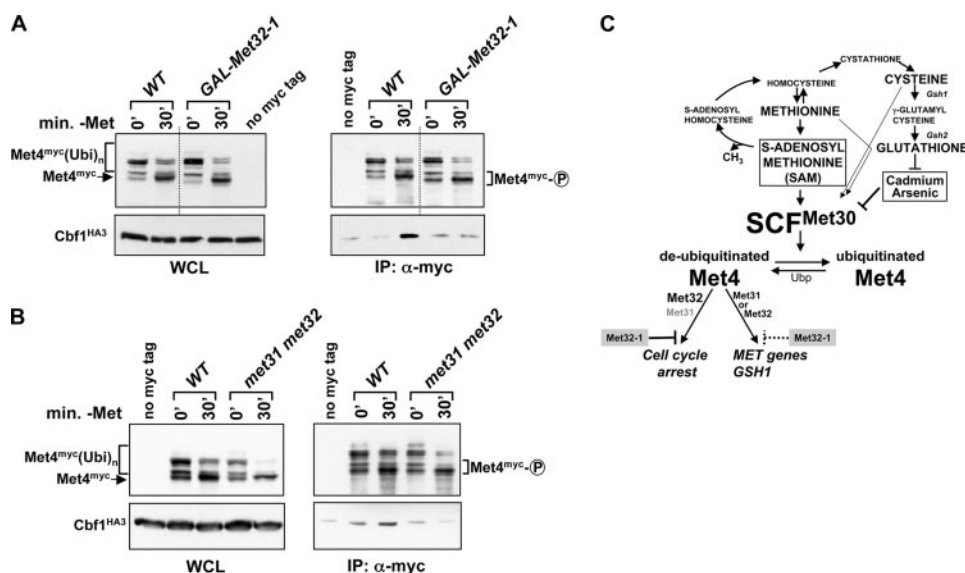 A
WT
GAL-Met32-1
no myc tag
min. -Met
0'
30'
0'
30'
Met4myc(Ubi)n
Met4myc
Cbf1HA3
WCL
no myc tag
WT
GAL-Met32-1
0'
30'
0'
30'
Met4myc-P
IP: α-myc
B
no myc tag
WT
met31 met32
min. -Met
0'
30'
0'
30'
Met4myc(Ubi)n
Met4myc
Cbf1HA3
WCL
no myc tag
WT
met31 met32
0'
30'
0'
30'
Met4myc-P
IP: α-myc
C
CYSTATHIONE
HOMOCYSTEINE
CYSTEINE
Gsh1
S-ADENOSYL
HOMOCYSTEINE
METHIONINE
γ-GLUTAMYL
CYSTEINE
Gsh2
GLUTATHIONE
CH3
S-ADENOSYL
METHIONINE
(SAM)
Cadmium
Arsenic
SCFMet30
de-ubiquitinated
Met4
Ubp
ubiquitinated
Met4
Met32
Met31
Met31
or
Met32
Met32-1
Met32-1
Cell cycle
arrest
MET genes
GSH1